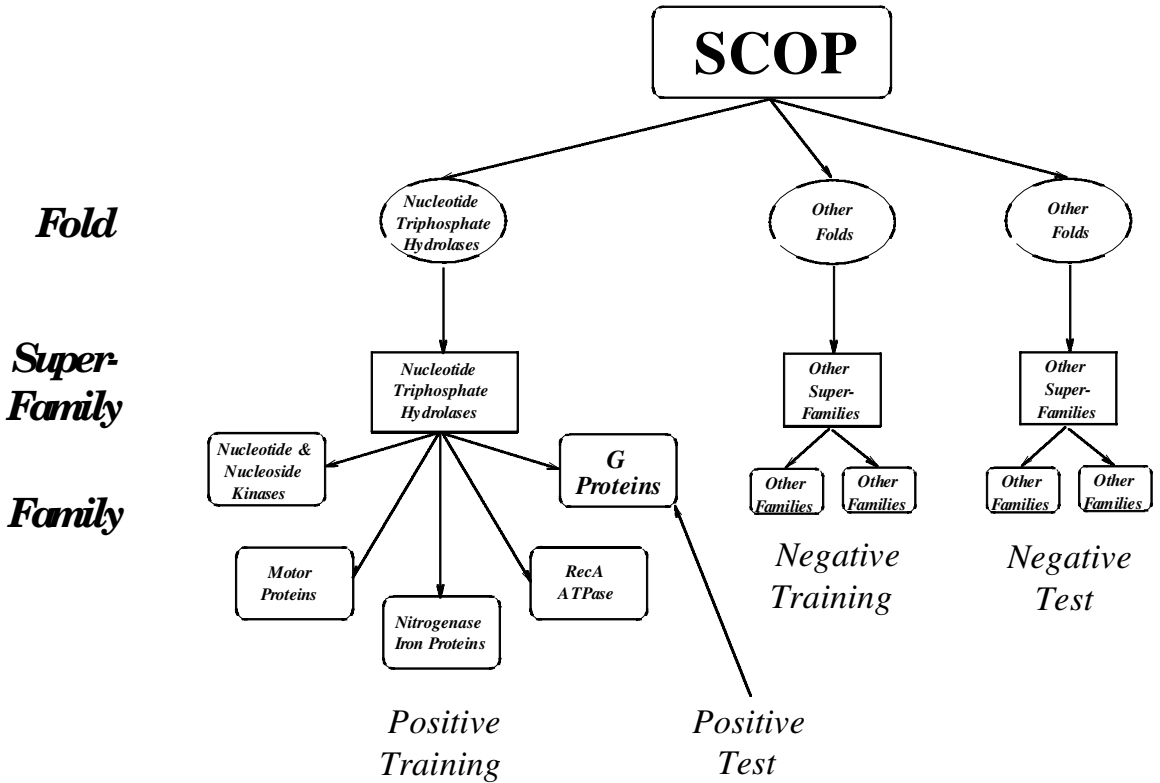 SCOP
Fold
Nucleotide
Triphosphate
Hydrolases
Other
Folds
Other
Folds
Super-
Family
Nucleotide
Triphosphate
Hydrolases
Other
Super-
Families
Other
Super-
Families
Family
Nucleotide &
Nucleoside
Kinases
G
Proteins
Other
Families
Other
Families
Other
Families
Other
Families
Motor
Proteins
Nitrogenase
Iron Proteins
RecA
ATPase
Negative
Training
Negative
Test
Positive
Training
Positive
Test